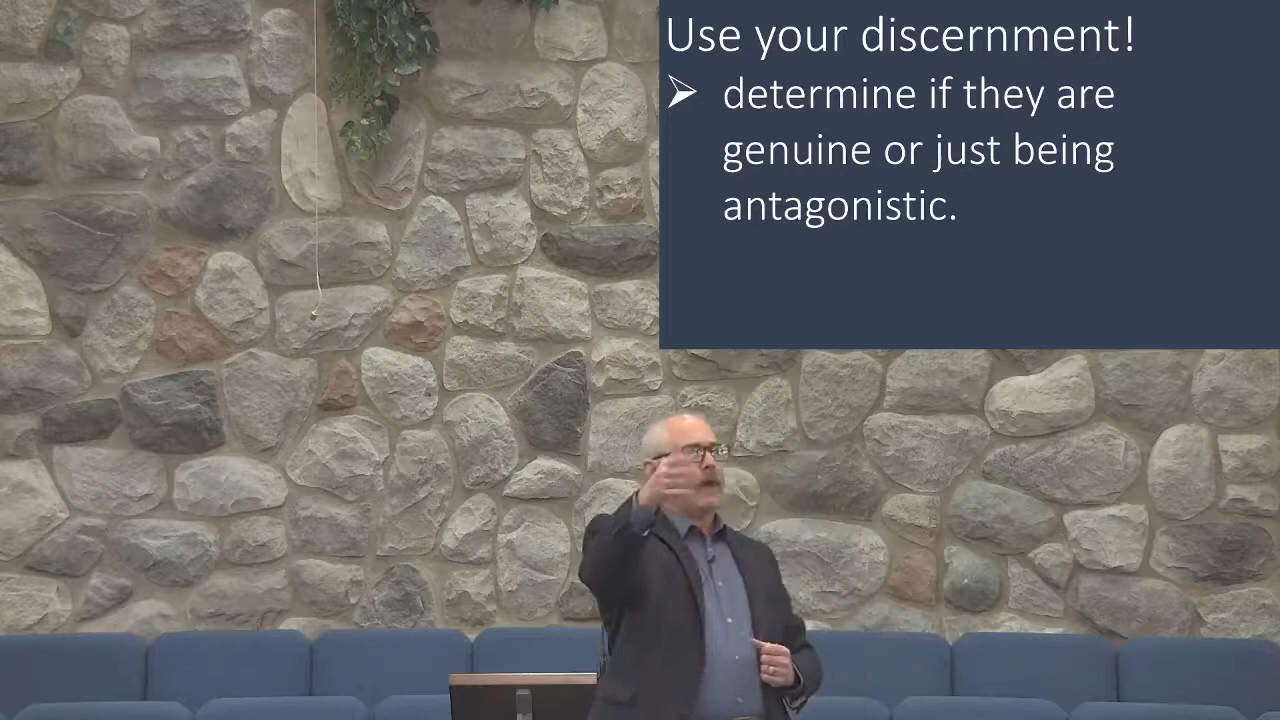 Use your discernment!
➢ determine if they are
genuine or just being
antagonistic.